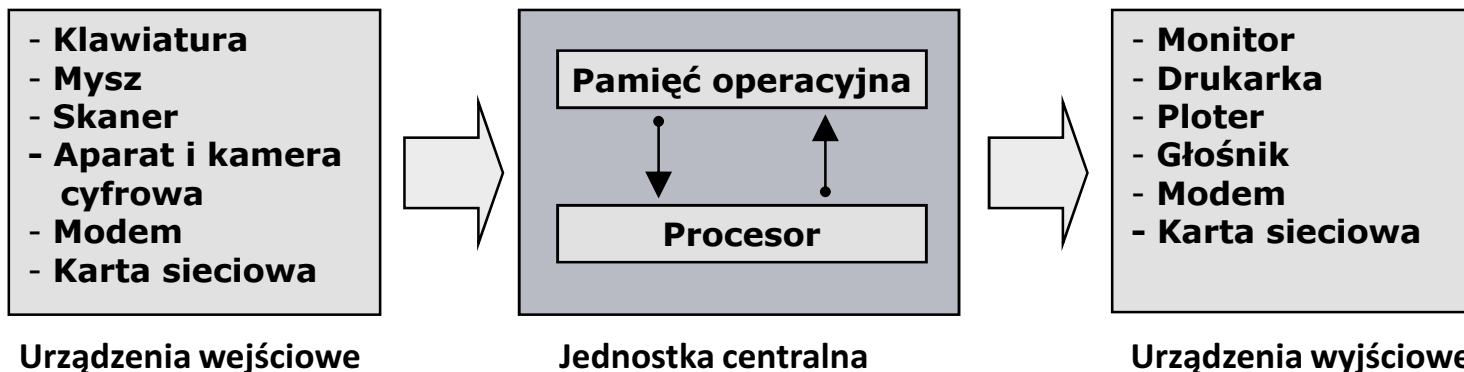 - Klawiatura
- Mysz
- Skaner
- Aparat i kamera
cyfrowa
- Modem
- Karta sieciowa
Urządzenia wejściowe
Pamięć operacyjna
Procesor
Jednostka centralna
- Monitor
- Drukarka
- Ploter
- Głośnik
- Modem
- Karta sieciowa
Urządzenia wyjściowe